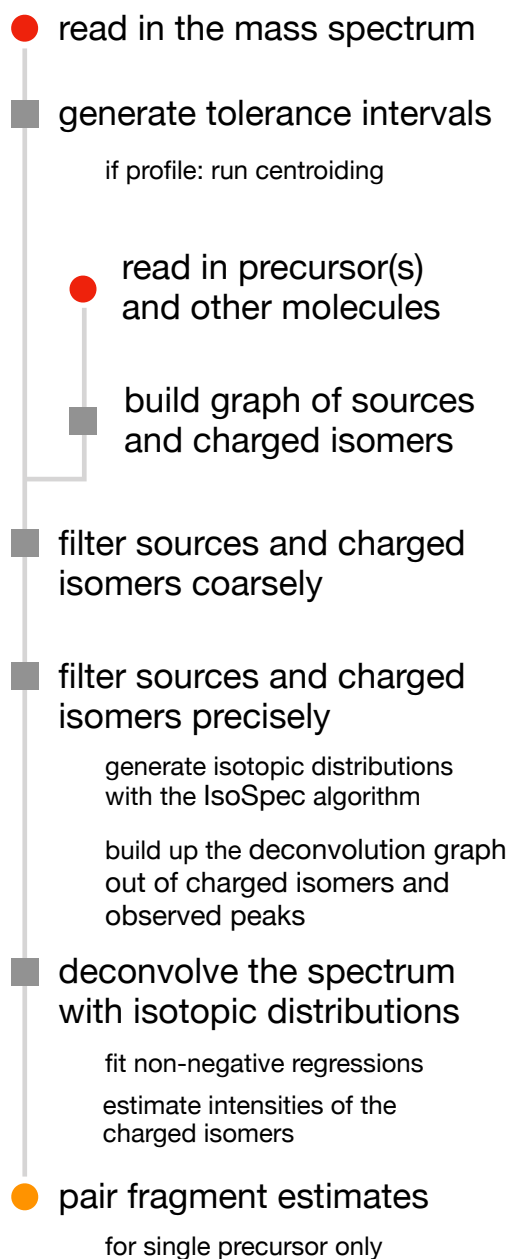 read in the mass spectrum
generate tolerance intervals
if profile: run centroiding
read in precursor(s)
and other molecules
build graph of sources
and charged isomers
filter sources and charged
isomers coarsely
filter sources and charged
isomers precisely
generate isotopic distributions
with the IsoSpec algorithm
build up the deconvolution graph
out of charged isomers and
observed peaks
deconvolve the spectrum
with isotopic distributions
fit non-negative regressions
estimate intensities of the
charged isomers
pair fragment estimates
for single precursor only